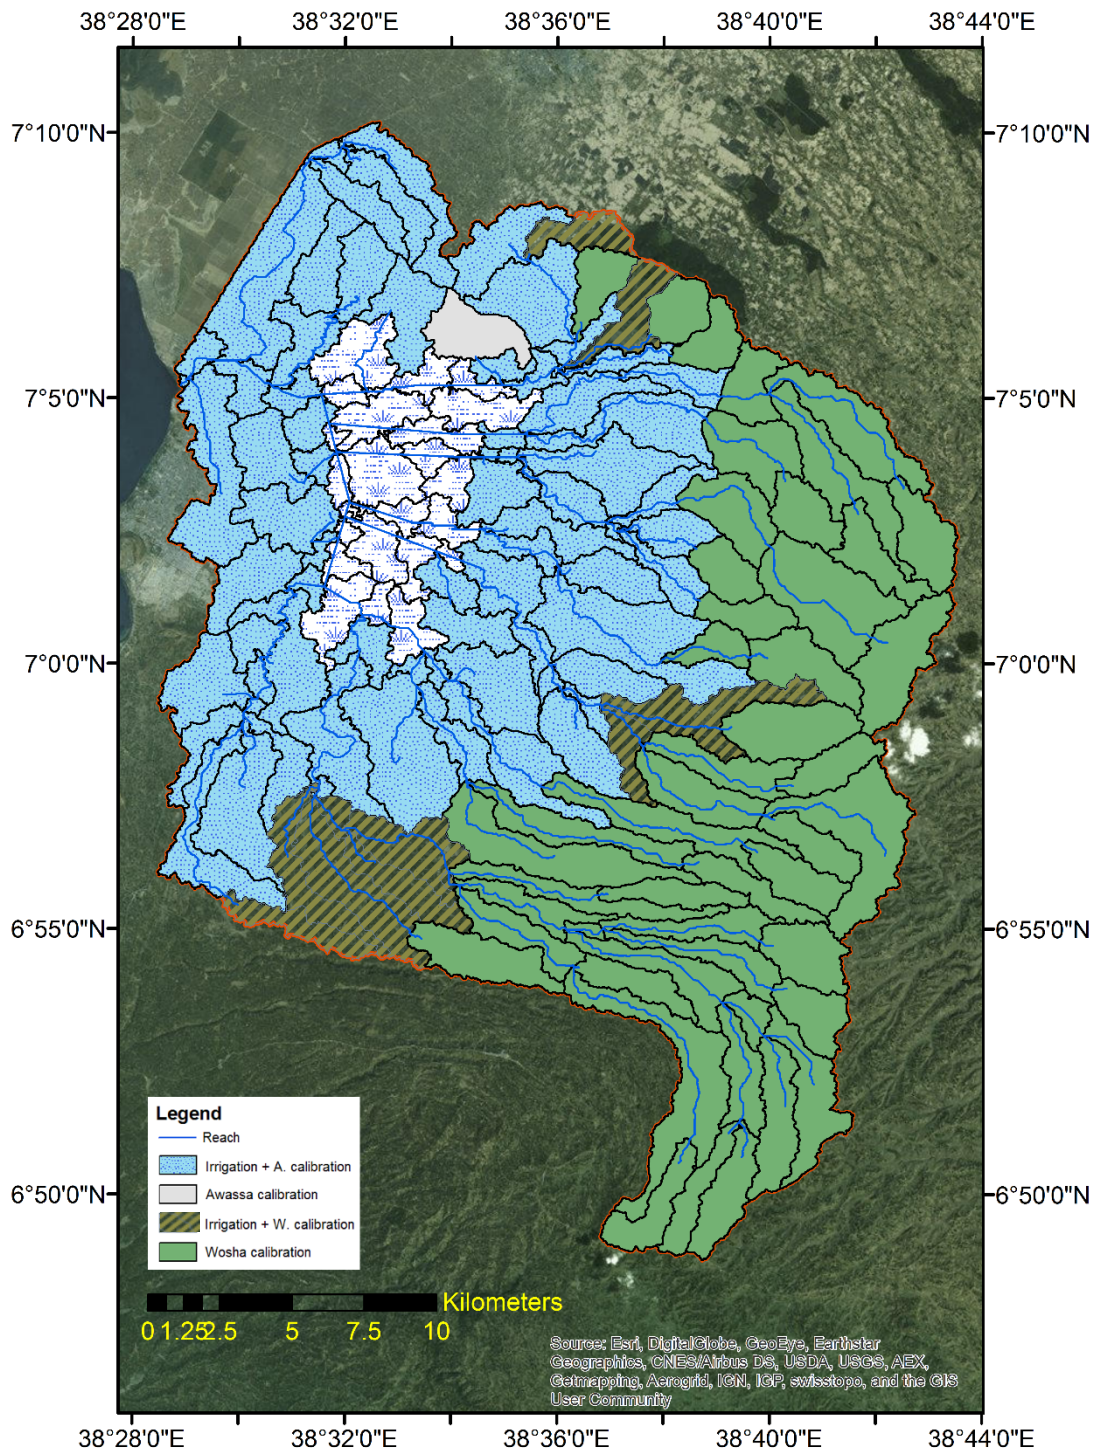 38°28'0"E 38°32'0"E 38°36'0"E 38°40'0"E 38°44'0"E
7°10'0"N 7°10'0"N
7°5'0"N 7°5'0"N
7°0'0"N 7°0'0"N
6°55'0"N 6°55'0"N
Legend
Reach
Irrigation + A. calibration
Awassa calibration
Irrigation + W. calibration
Wosha calibration
6°50'0"N 6°50'0"N
Kilometers
0 1.25 2.5 5 7.5 10
Source: Esri, DigitalGlobe, GeoEye, Earthstar
Geographics, CNES/Airbus DS, USDA, USGS, AEX,
Getmapping, Aerogrid, IGN, IGP, swisstopo, and the GIS
User Community
38°28'0"E 38°32'0"E 38°36'0"E 38°40'0"E 38°44'0"E